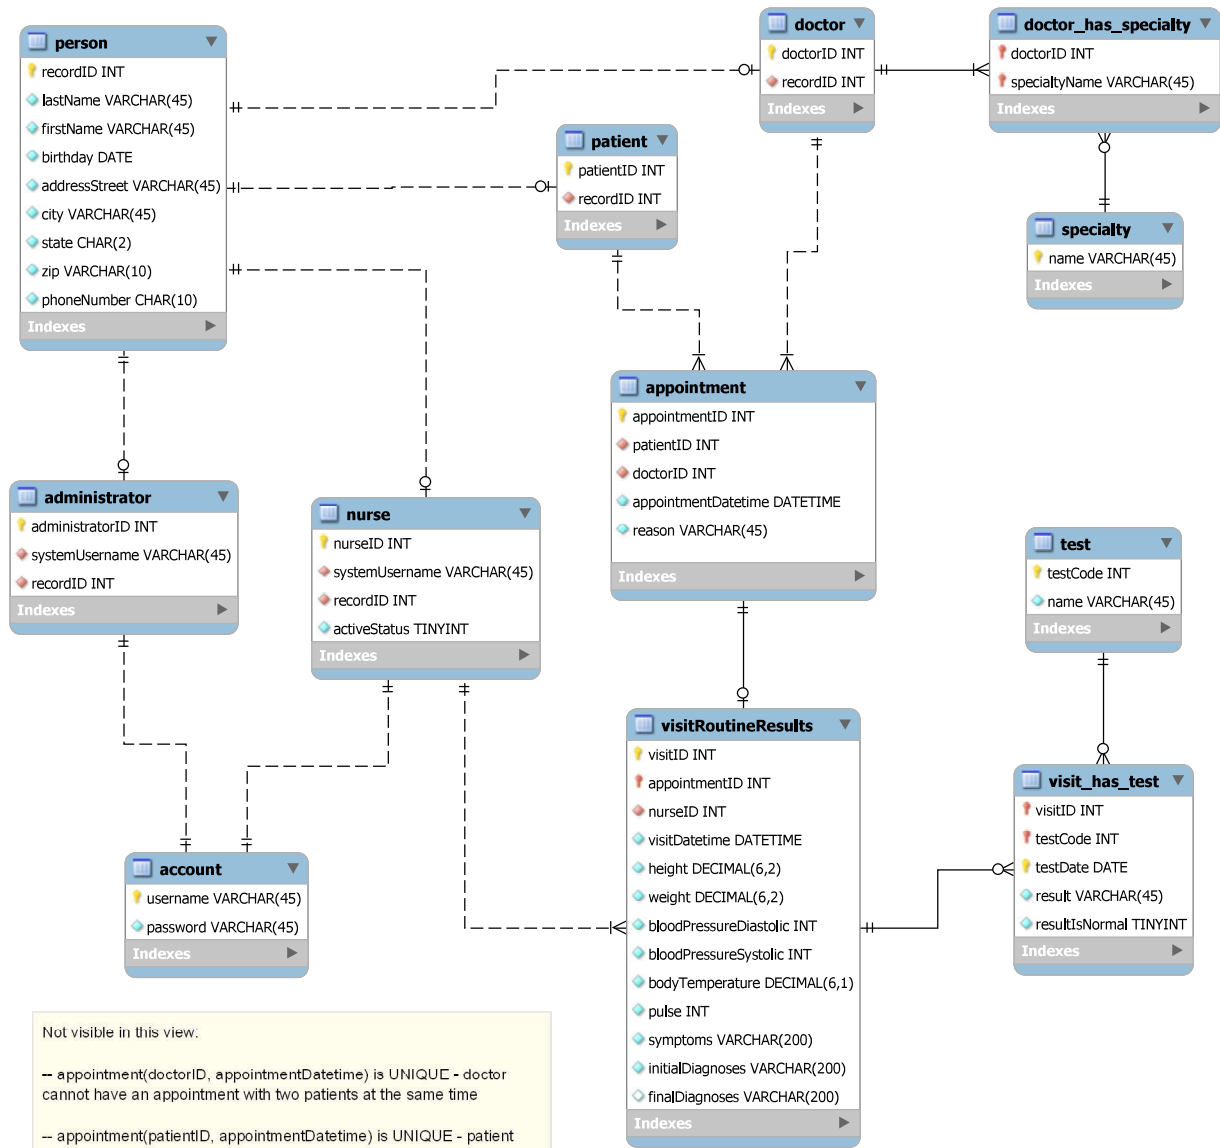 person
recordID INT
lastName VARCHAR(45)
firstName VARCHAR(45)
birthday DATE
addressStreet VARCHAR(45)
city VARCHAR(45)
state CHAR(2)
zip VARCHAR(10)
phoneNumber CHAR(10)
Indexes
doctor
doctorID INT
recordID INT
Indexes
doctor_has_specialty
doctorID INT
specialtyName VARCHAR(45)
Indexes
patient
patientID INT
recordID INT
Indexes
specialty
name VARCHAR(45)
Indexes
appointment
appointmentID INT
patientID INT
doctorID INT
appointmentDatetime DATETIME
reason VARCHAR(45)
Indexes
administrator
administratorID INT
systemUsername VARCHAR(45)
recordID INT
Indexes
nurse
nurseID INT
systemUsername VARCHAR(45)
recordID INT
activeStatus TINYINT
Indexes
test
testCode INT
name VARCHAR(45)
Indexes
visitRoutineResults
visitID INT
appointmentID INT
nurseID INT
visitDatetime DATETIME
height DECIMAL(6,2)
weight DECIMAL(6,2)
bloodPressureDiastolic INT
bloodPressureSystolic INT
bodyTemperature DECIMAL(6,1)
pulse INT
symptoms VARCHAR(200)
initialDiagnoses VARCHAR(200)
finalDiagnoses VARCHAR(200)
Indexes
visit_has_test
visitID INT
testCode INT
testDate DATE
result VARCHAR(45)
resultIsNormal TINYINT
Indexes
account
username VARCHAR(45)
password VARCHAR(45)
Indexes
Not visible in this view:
-- appointment(doctorID, appointmentDatetime) is UNIQUE - doctor
cannot have an appointment with two patients at the same time
-- appointment(patientID, appointmentDatetime) is UNIQUE - patient